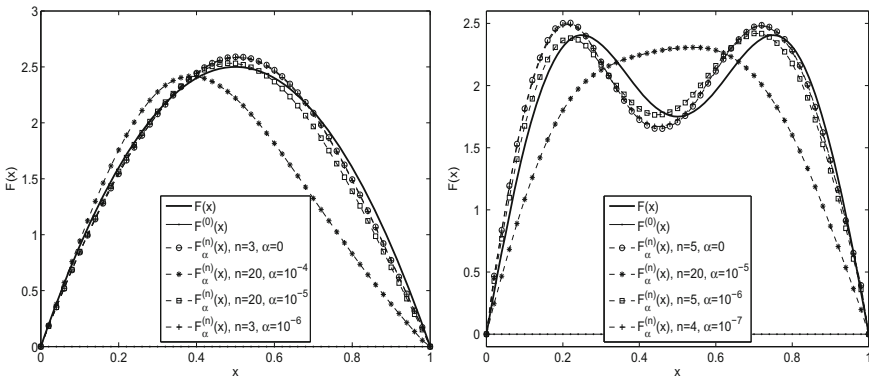 3
2.5
2
1.5
1
0.5
0
F(x)
0 0.2 0.4 0.6 0.8 1
x
F(x)
F⁽⁰⁾(x)
F_α⁽ⁿ⁾(x), n=3, α=0
F_α⁽ⁿ⁾(x), n=20, α=10⁻⁴
F_α⁽ⁿ⁾(x), n=20, α=10⁻⁵
F_α⁽ⁿ⁾(x), n=3, α=10⁻⁶
2.5
2
1.5
1
0.5
0
F(x)
0 0.2 0.4 0.6 0.8 1
x
F(x)
F⁽⁰⁾(x)
F_α⁽ⁿ⁾(x), n=5, α=0
F_α⁽ⁿ⁾(x), n=20, α=10⁻⁵
F_α⁽ⁿ⁾(x), n=5, α=10⁻⁶
F_α⁽ⁿ⁾(x), n=4, α=10⁻⁷